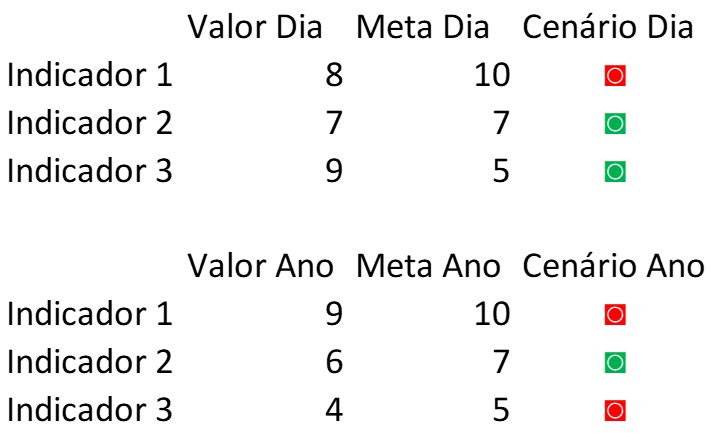 Valor Dia Meta Dia Cenário Dia
Indicador 1 8 10 ◙
Indicador 2 7 7 ◙
Indicador 3 9 5 ◙
Valor Ano Meta Ano Cenário Ano
Indicador 1 9 10 ◙
Indicador 2 6 7 ◙
Indicador 3 4 5 ◙